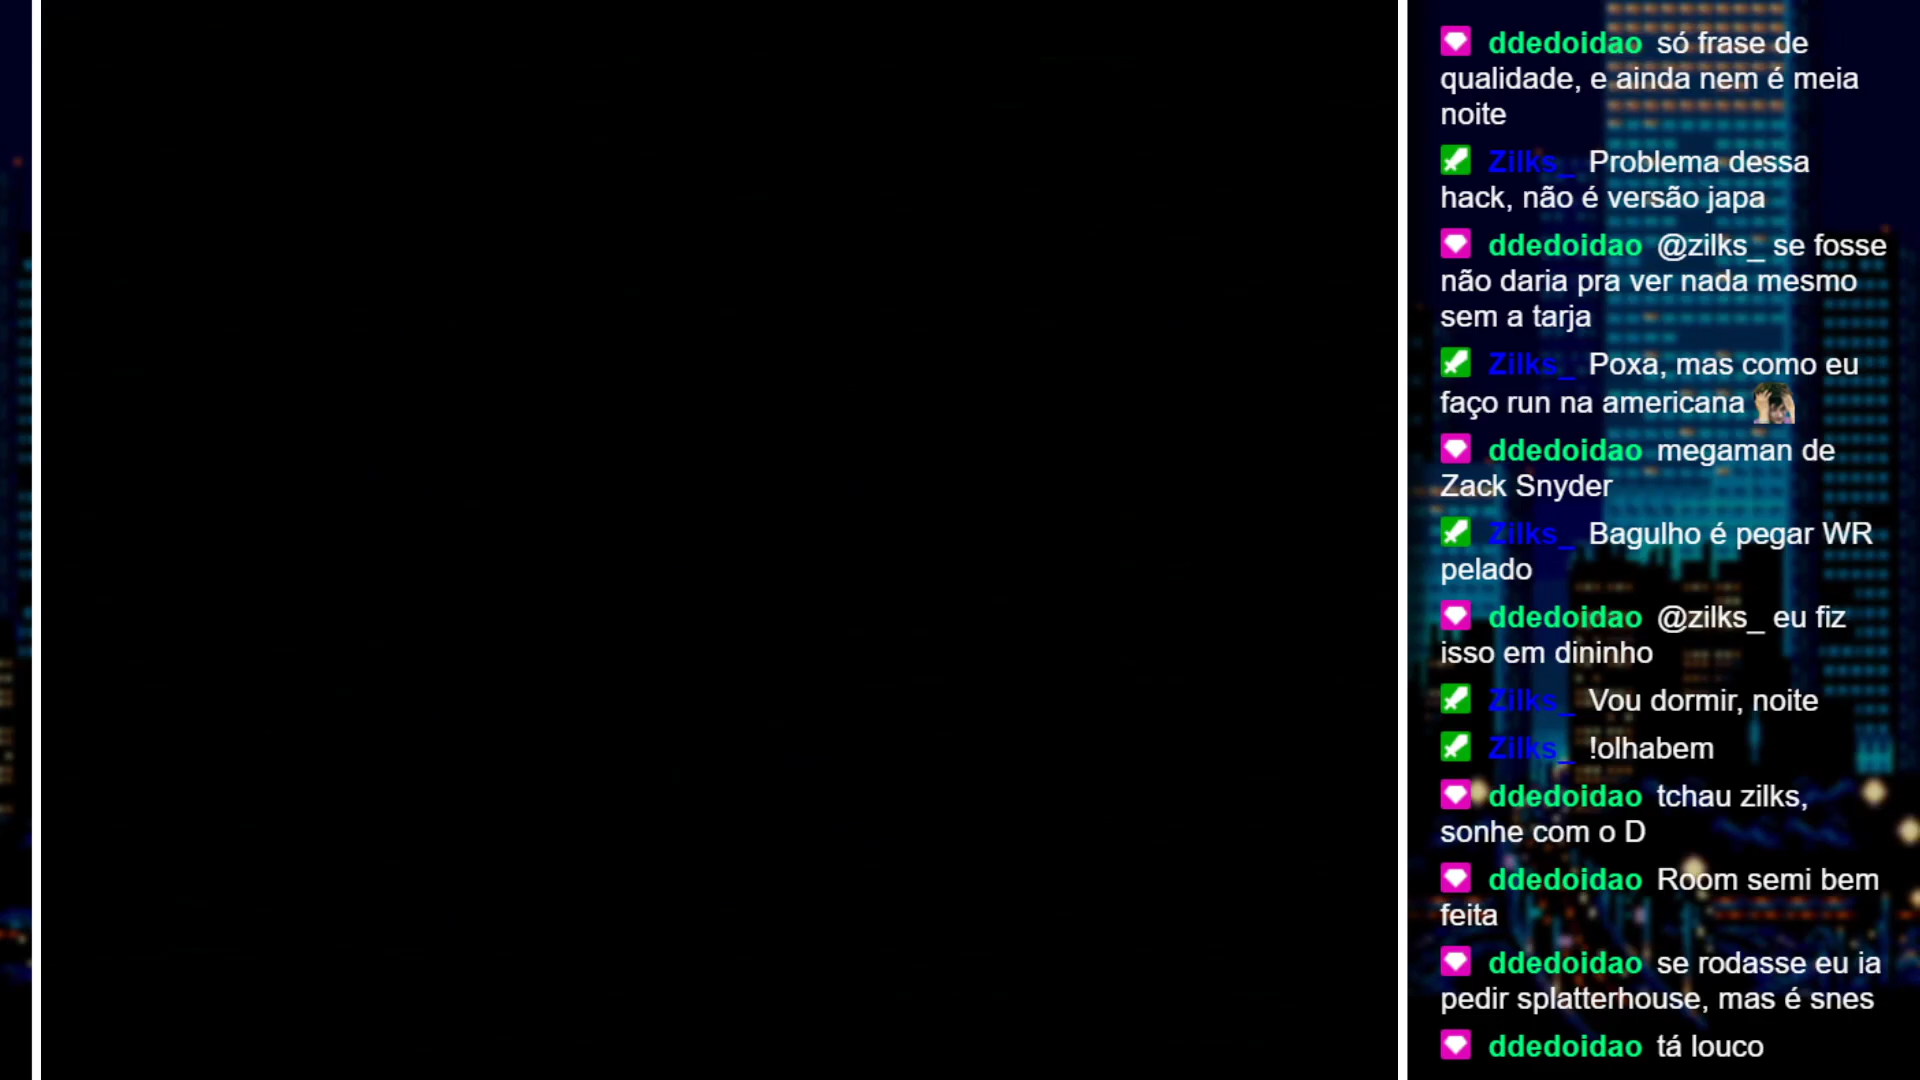 ddedoidao só frase de
qualidade, e ainda nem é meia
noite
Zilks_ Problema dessa
hack, não é versão japa
ddedoidao @zilks_ se fosse
não daria pra ver nada mesmo
sem a tarja
Zilks_ Poxa, mas como eu
faço run na americana
ddedoidao megaman de
Zack Snyder
Zilks_ Bagulho é pegar WR
pelado
ddedoidao @zilks_ eu fiz
isso em dininho
Zilks_ Vou dormir, noite
Zilks_ !olhabem
ddedoidao tchau zilks,
sonhe com o D
ddedoidao Room semi bem
feita
ddedoidao se rodasse eu ia
pedir splatterhouse, mas é snes
ddedoidao tá louco